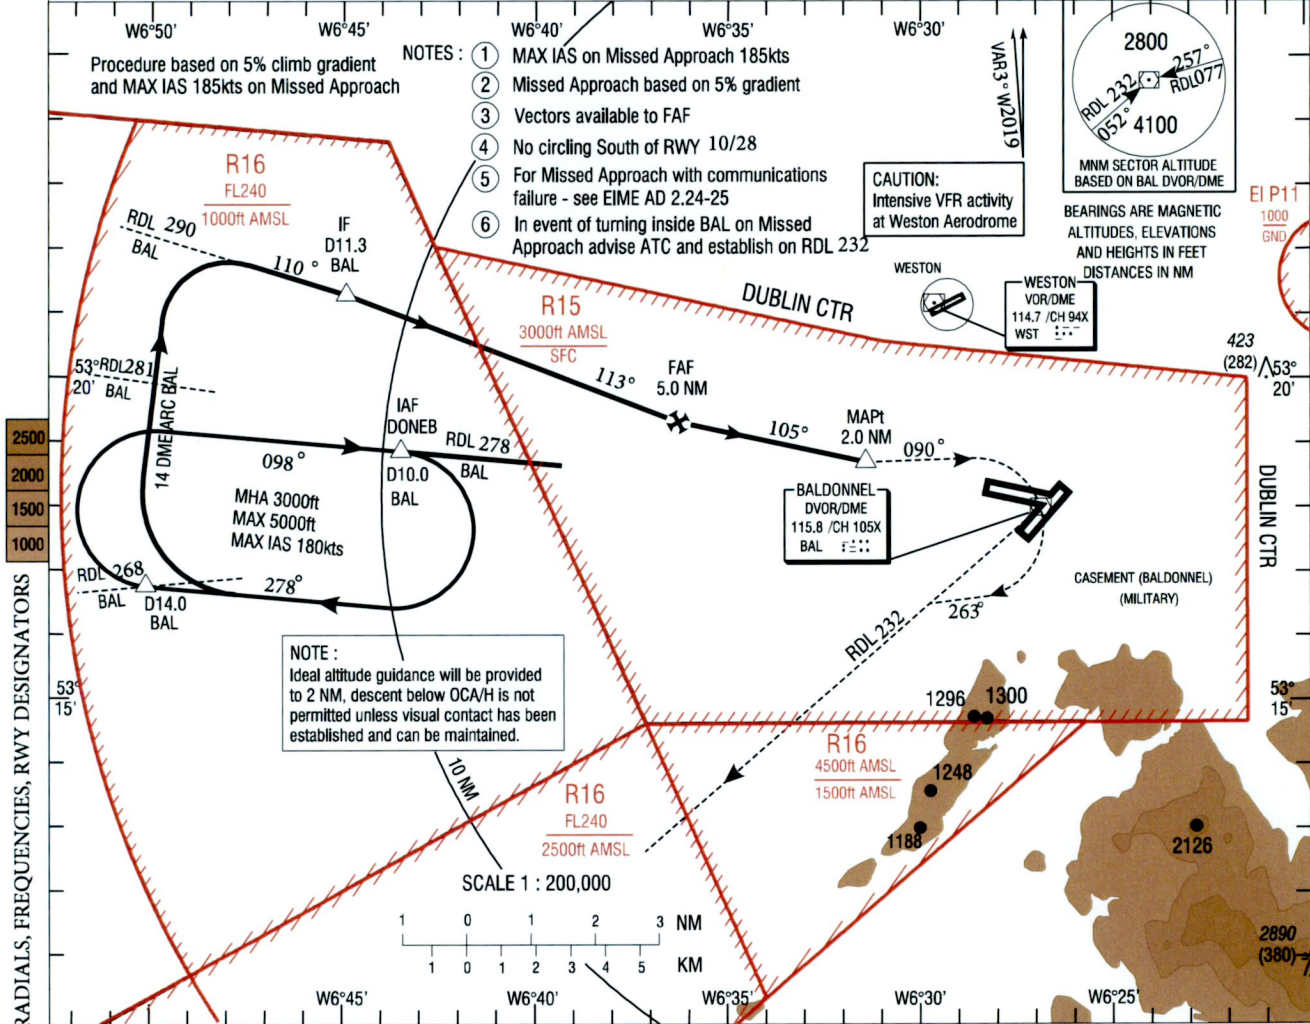 W6°50'
W6°45'
W6°40'
W6°35'
W6°30'
Procedure based on 5% climb gradient
and MAX IAS 185kts on Missed Approach
NOTES :
1 MAX IAS on Missed Approach 185kts
2 Missed Approach based on 5% gradient
3 Vectors available to FAF
4 No circling South of RWY 10/28
5 For Missed Approach with communications
failure - see EIME AD 2.24-25
6 In event of turning inside BAL on Missed
Approach advise ATC and establish on RDL 232
VAR3° W2019
2800
257°
RDL077
RDL 232
052°
4100
MNM SECTOR ALTITUDE
BASED ON BAL DVOR/DME
BEARINGS ARE MAGNETIC
ALTITUDES, ELEVATIONS
AND HEIGHTS IN FEET
DISTANCES IN NM
CAUTION:
Intensive VFR activity
at Weston Aerodrome
EI P11
1000
GND
R16
FL240
1000ft AMSL
RDL 290
BAL
110 °
IF
D11.3
BAL
R15
3000ft AMSL
SFC
DUBLIN CTR
WESTON
WESTON
VOR/DME
114.7 /CH 94X
WST
423
(282)
53°
20'
53°
20'
RDL281
BAL
14 DME ARC BAL
113°
FAF
5.0 NM
105°
MAPt
2.0 NM
090°
IAF
DONEB
D10.0
BAL
RDL 278
BAL
098°
MHA 3000ft
MAX 5000ft
MAX IAS 180kts
278°
RDL 268
BAL
D14.0
BAL
BALDONNEL
DVOR/DME
115.8 /CH 105X
BAL
CASEMENT (BALDONNEL)
(MILITARY)
DUBLIN CTR
263°
RDL 232
2500
2000
1500
1000
RADIALS, FREQUENCIES, RWY DESIGNATORS
NOTE :
Ideal altitude guidance will be provided
to 2 NM, descent below OCA/H is not
permitted unless visual contact has been
established and can be maintained.
53°
15'
53°
15'
1296
1300
1248
1188
2126
2890
(380)
R16
4500ft AMSL
1500ft AMSL
R16
FL240
2500ft AMSL
10 NM
SCALE 1 : 200,000
1 0 1 2 3 NM
1 0 1 2 3 4 5 KM
W6°45'
W6°40'
W6°35'
W6°30'
W6°25'